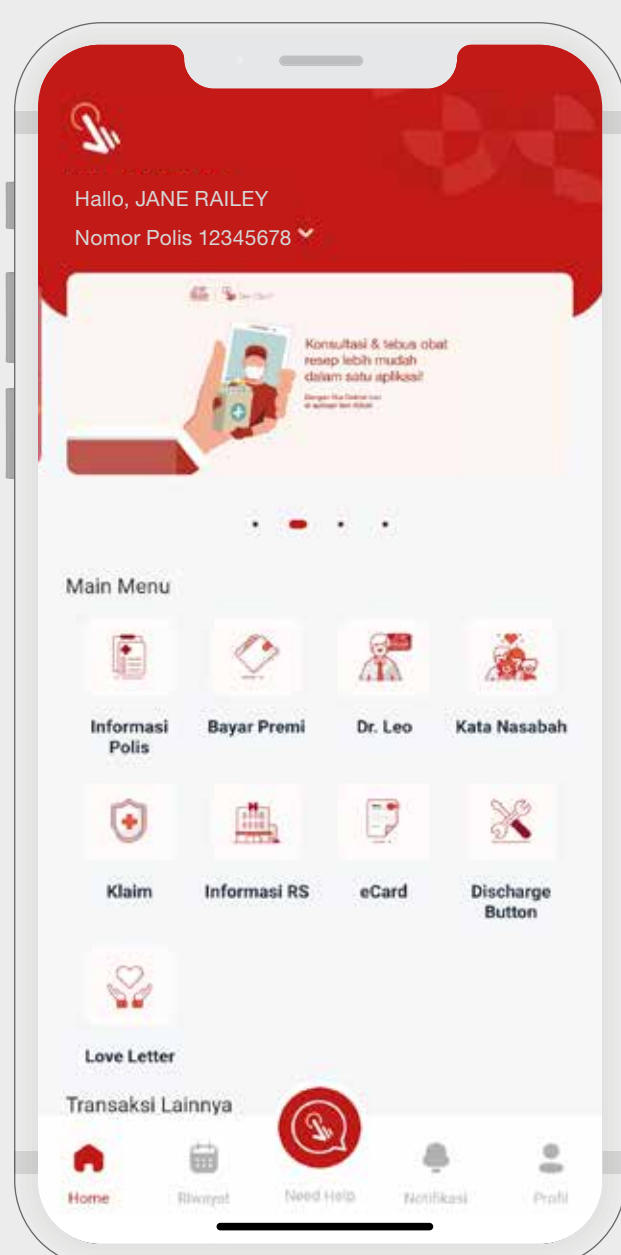 Hallo, JANE RAILEY
Nomor Polis 12345678
Konsultasi & tebus obat
resep lebih mudah
dalam satu aplikasi!
Main Menu
Informasi
Polis
Bayar Premi
Dr. Leo
Kata Nasabah
Klaim
Informasi RS
eCard
Discharge
Button
Love Letter
Transaksi Lainnya
Home
Riwayat
Need Help
Notifikasi
Profil